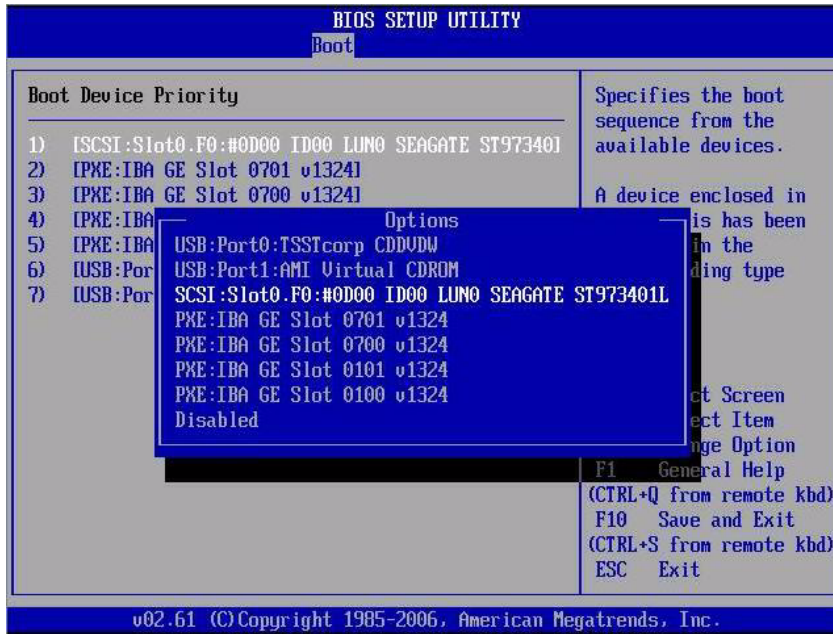 BIOS SETUP UTILITY
Boot
Boot Device Priority
1) [SCSI:Slot0.F0:#0D00 ID00 LUN0 SEAGATE ST97340]
2) [PXE:IBA GE Slot 0701 v1324]
3) [PXE:IBA GE Slot 0700 v1324]
4) [PXE:IBA
5) [PXE:IBA
6) [USB:Por
7) [USB:Por
Options
USB:Port0:TSSTcorp CDDVDW
USB:Port1:AMI Virtual CDROM
SCSI:Slot0.F0:#0D00 ID00 LUN0 SEAGATE ST973401L
PXE:IBA GE Slot 0701 v1324
PXE:IBA GE Slot 0700 v1324
PXE:IBA GE Slot 0101 v1324
PXE:IBA GE Slot 0100 v1324
Disabled
Specifies the boot
sequence from the
available devices.
A device enclosed in
is has been
in the
ding type
ct Screen
ect Item
nge Option
F1 General Help
(CTRL+Q from remote kbd)
F10 Save and Exit
(CTRL+S from remote kbd)
ESC Exit
v02.61 (C)Copyright 1985-2006, American Megatrends, Inc.